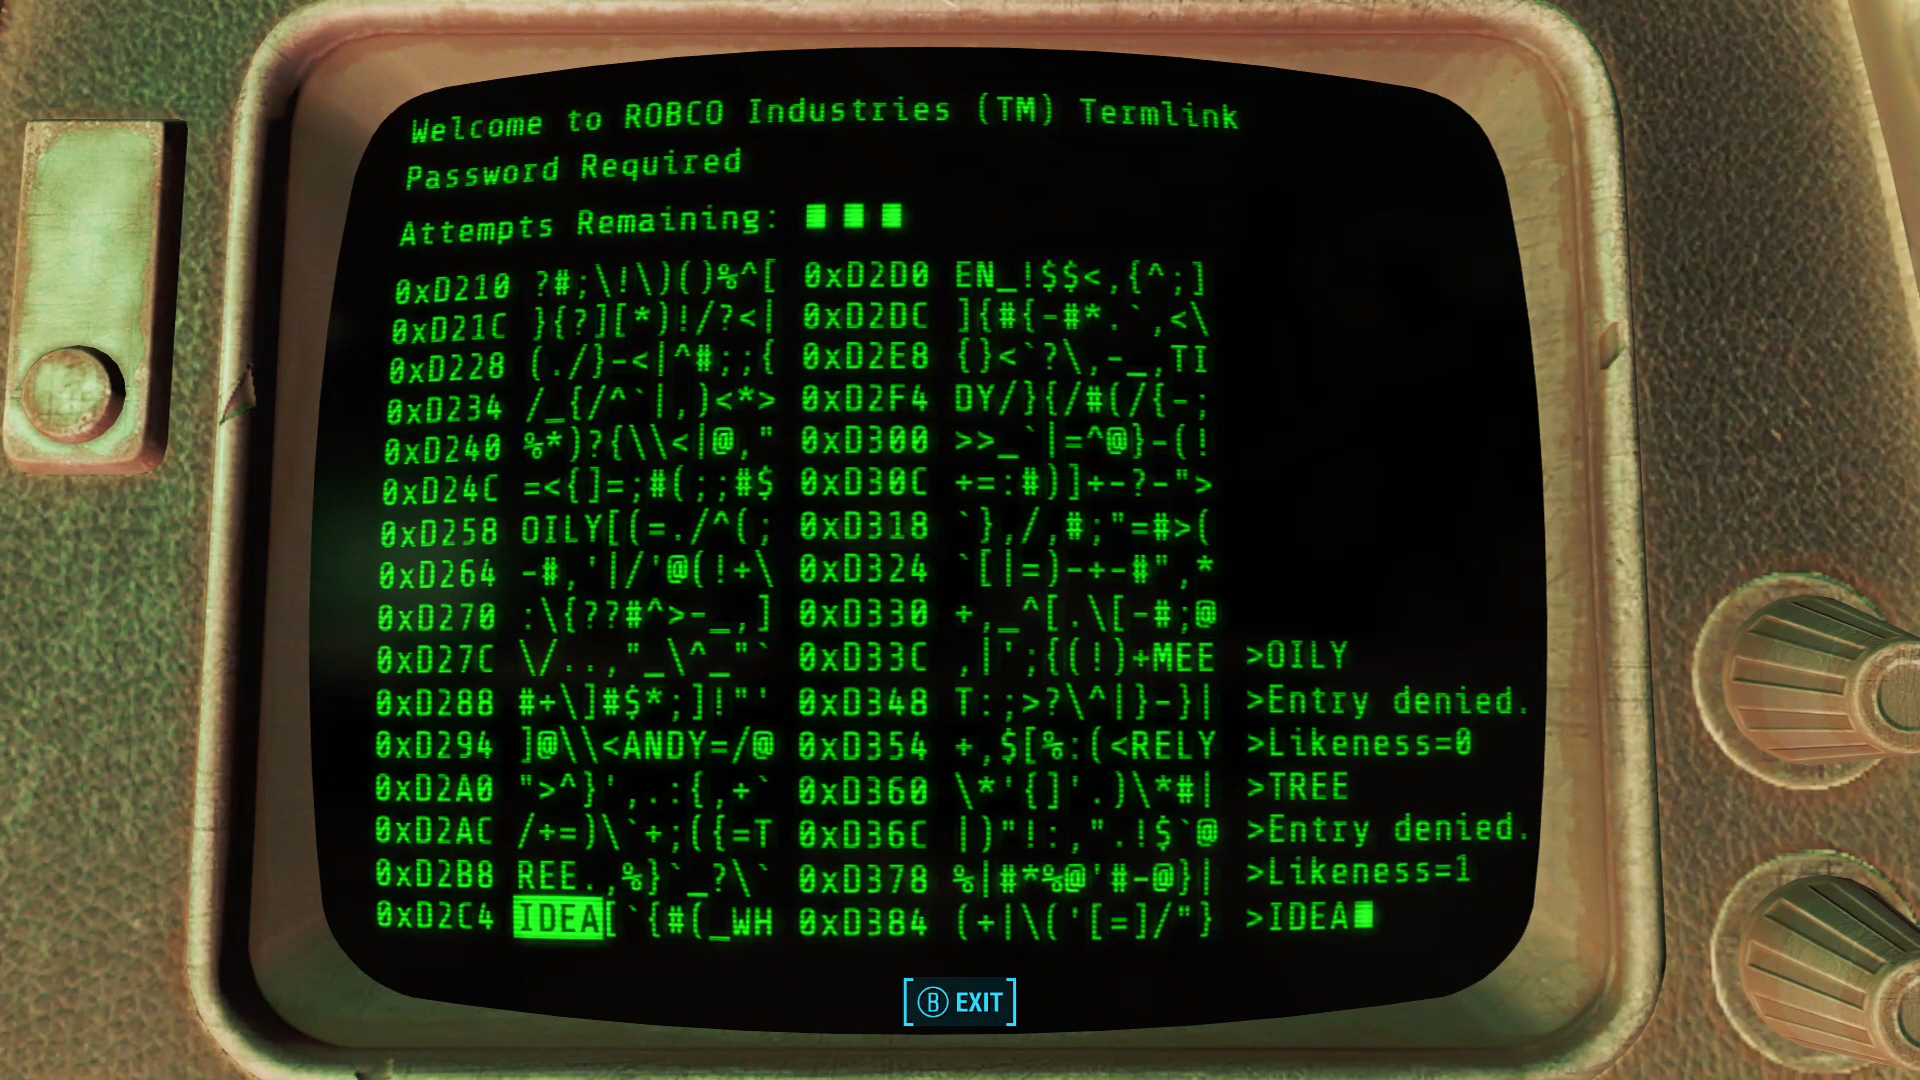 Welcome to ROBCO Industries (TM) Termlink
Password Required
Attempts Remaining: ■ ■ ■
0xD210 ?#;\!\)()%^[ 0xD2D0 EN_!$$<,{^;]
0xD21C }{?][*)!/?<| 0xD2DC ]{#{-#*.`,<\
0xD228 (./}-<|^#;;{ 0xD2E8 {}<`?\,-_,TI
0xD234 /_{/^`|,)<*> 0xD2F4 DY/}{/#(/{-;
0xD240 %*)?{\\<|@," 0xD300 >>_`|=^@}-(!
0xD24C =<{]=;#(;;#$ 0xD30C +=:#)]+-?-">
0xD258 OILY[(=./^(; 0xD318 `},/,#;"=#>(
0xD264 -#,'|/'@(!+\ 0xD324 `[|=)-+-#",*
0xD270 :\{??#^>-_,] 0xD330 +,_^[.\[-#;@
0xD27C \/..,"_\^_"` 0xD33C ,|';{(!)+MEE >OILY
0xD288 #+\]#$*;]!"' 0xD348 T:;>?\^|}-}| >Entry denied.
0xD294 ]@\\<ANDY=/@ 0xD354 +,$[%:(<RELY >Likeness=0
0xD2A0 ">^}',.:{,+` 0xD360 \*'{]'.)\*#| >TREE
0xD2AC /+=)\`+;({=T 0xD36C |)"!:,".!$`@ >Entry denied.
0xD2B8 REE.,%}`_?\` 0xD378 %|#*%@'#-@}| >Likeness=1
0xD2C4 IDEA[`{#(_WH 0xD384 (+|\('[=]/"} >IDEA■
Ⓑ EXIT